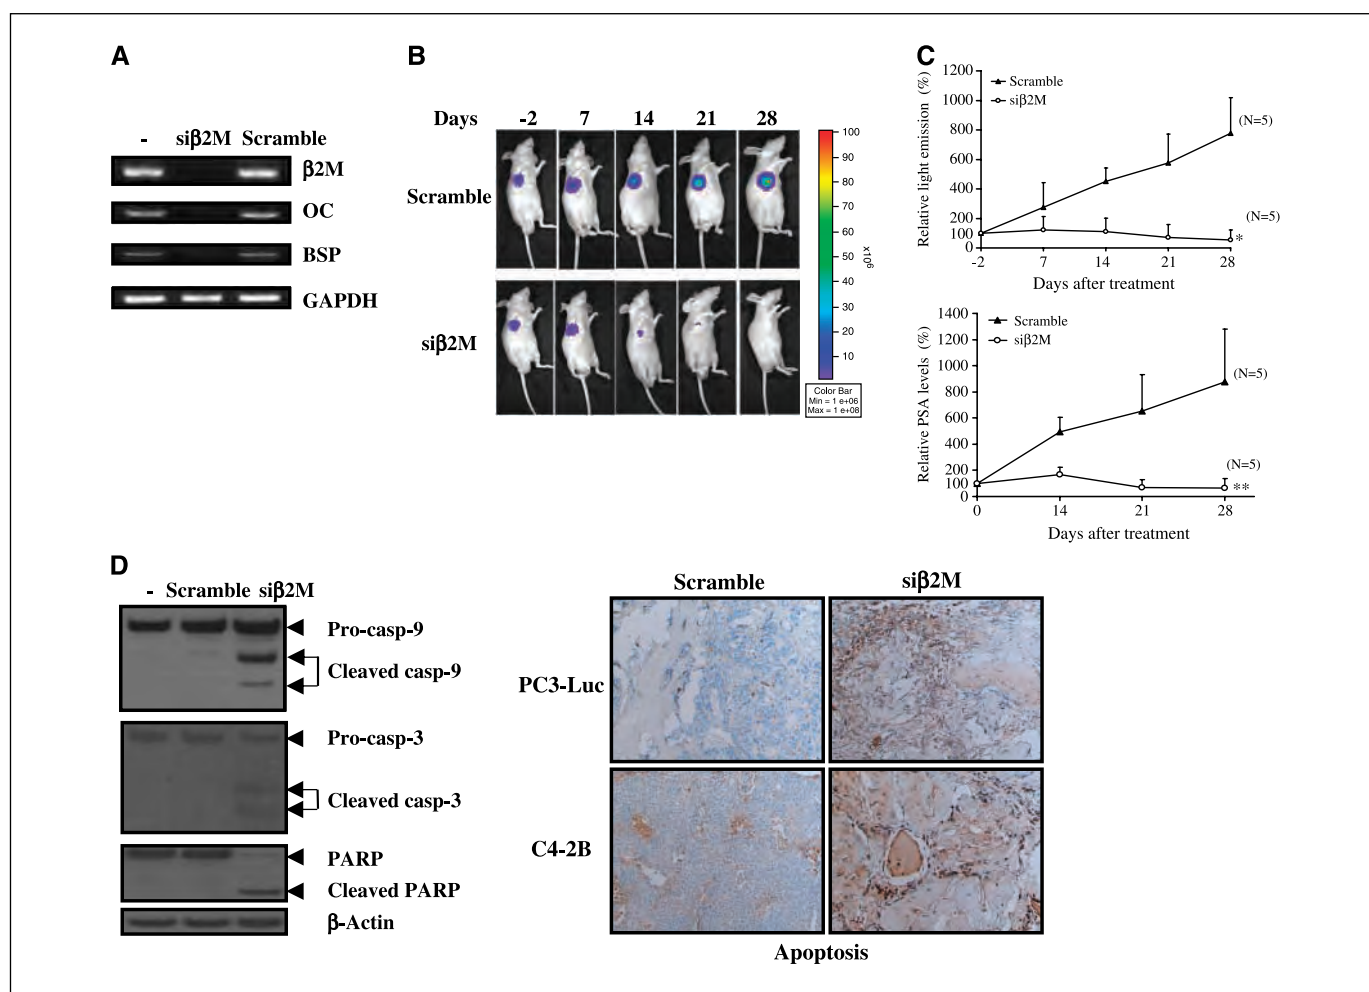 A
- siβ2M Scramble
β2M
OC
BSP
GAPDH
B
Days -2 7 14 21 28
Scramble
siβ2M
100
90
80
70
60
50
40
30
20
10
x10⁶
Color Bar
Min = 1 e+06
Max = 1 e+08
C
Relative light emission (%)
1200
1000
800
600
400
200
100
0
Scramble
siβ2M
(N=5)
(N=5)
*
-2 7 14 21 28
Days after treatment
Relative PSA levels (%)
1400
1200
1000
800
600
400
200
100
0
Scramble
siβ2M
(N=5)
(N=5)
**
0 14 21 28
Days after treatment
D
- Scramble siβ2M
Pro-casp-9
Cleaved casp-9
Pro-casp-3
Cleaved casp-3
PARP
Cleaved PARP
β-Actin
Scramble siβ2M
PC3-Luc
C4-2B
Apoptosis